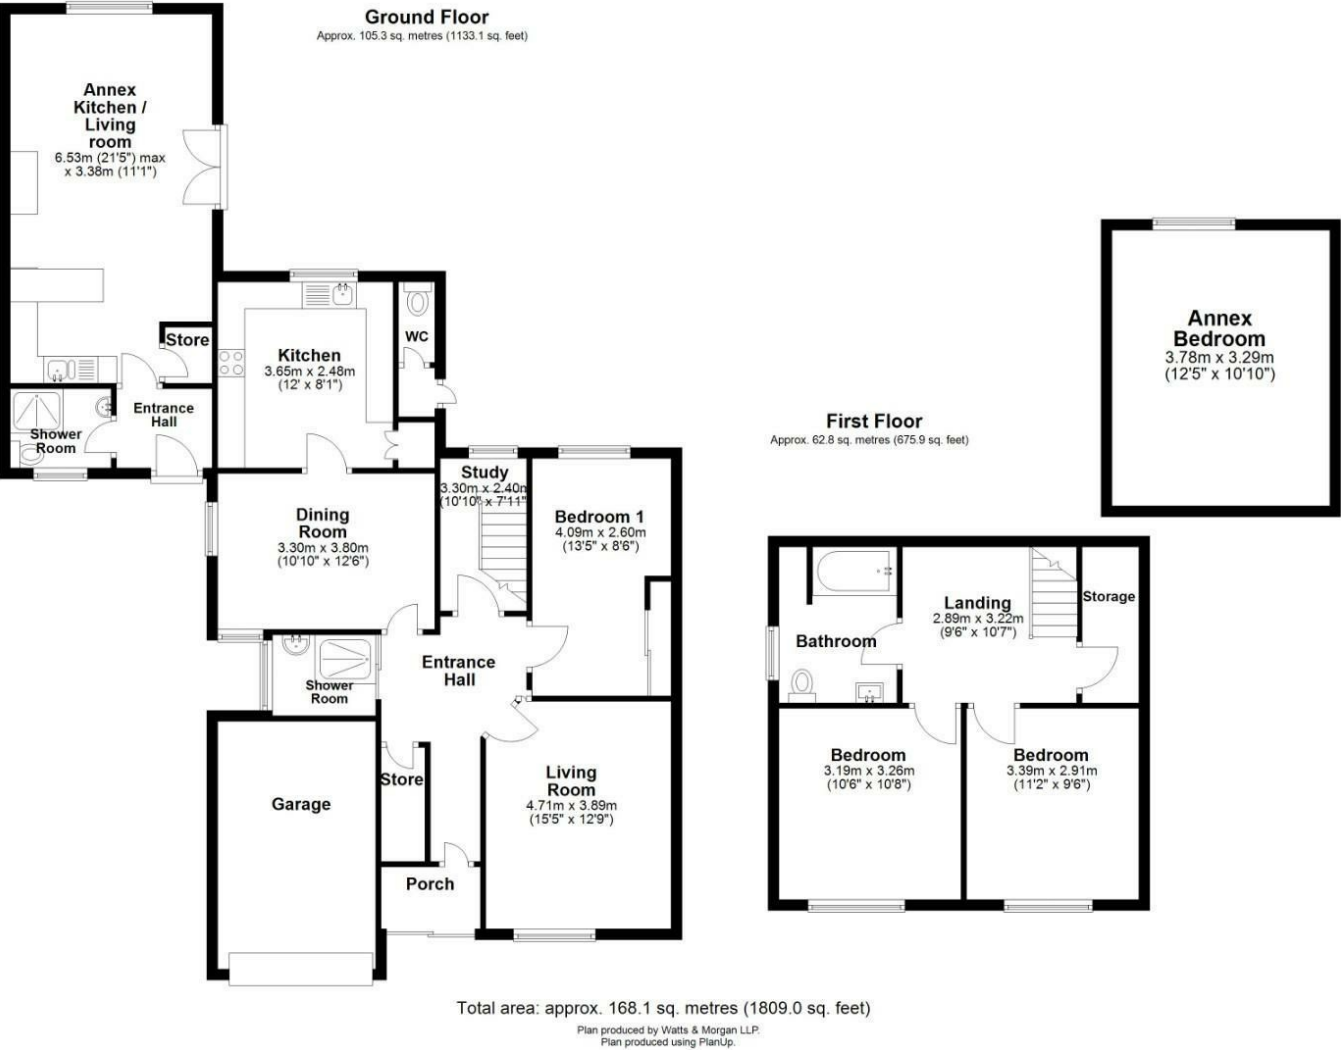 Ground Floor
Approx. 105.3 sq. metres (1133.1 sq. feet)
Annex
Kitchen /
Living
room
6.53m (21'5") max
x 3.38m (11'1")
Store
Kitchen
3.65m x 2.48m
(12' x 8'1")
WC
Entrance
Hall
Shower
Room
Study
3.30m x 2.40m
(10'10" x 7'11"
Dining
Room
3.30m x 3.80m
(10'10" x 12'6")
Bedroom 1
4.09m x 2.60m
(13'5" x 8'6")
Shower
Room
Entrance
Hall
Store
Garage
Living
Room
4.71m x 3.89m
(15'5" x 12'9")
Porch
First Floor
Approx. 62.8 sq. metres (675.9 sq. feet)
Annex
Bedroom
3.78m x 3.29m
(12'5" x 10'10")
Landing
2.89m x 3.22m
(9'6" x 10'7")
Storage
Bathroom
Bedroom
3.19m x 3.26m
(10'6" x 10'8")
Bedroom
3.39m x 2.91m
(11'2" x 9'6")
Total area: approx. 168.1 sq. metres (1809.0 sq. feet)
Plan produced by Watts & Morgan LLP.
Plan produced using PlanUp.